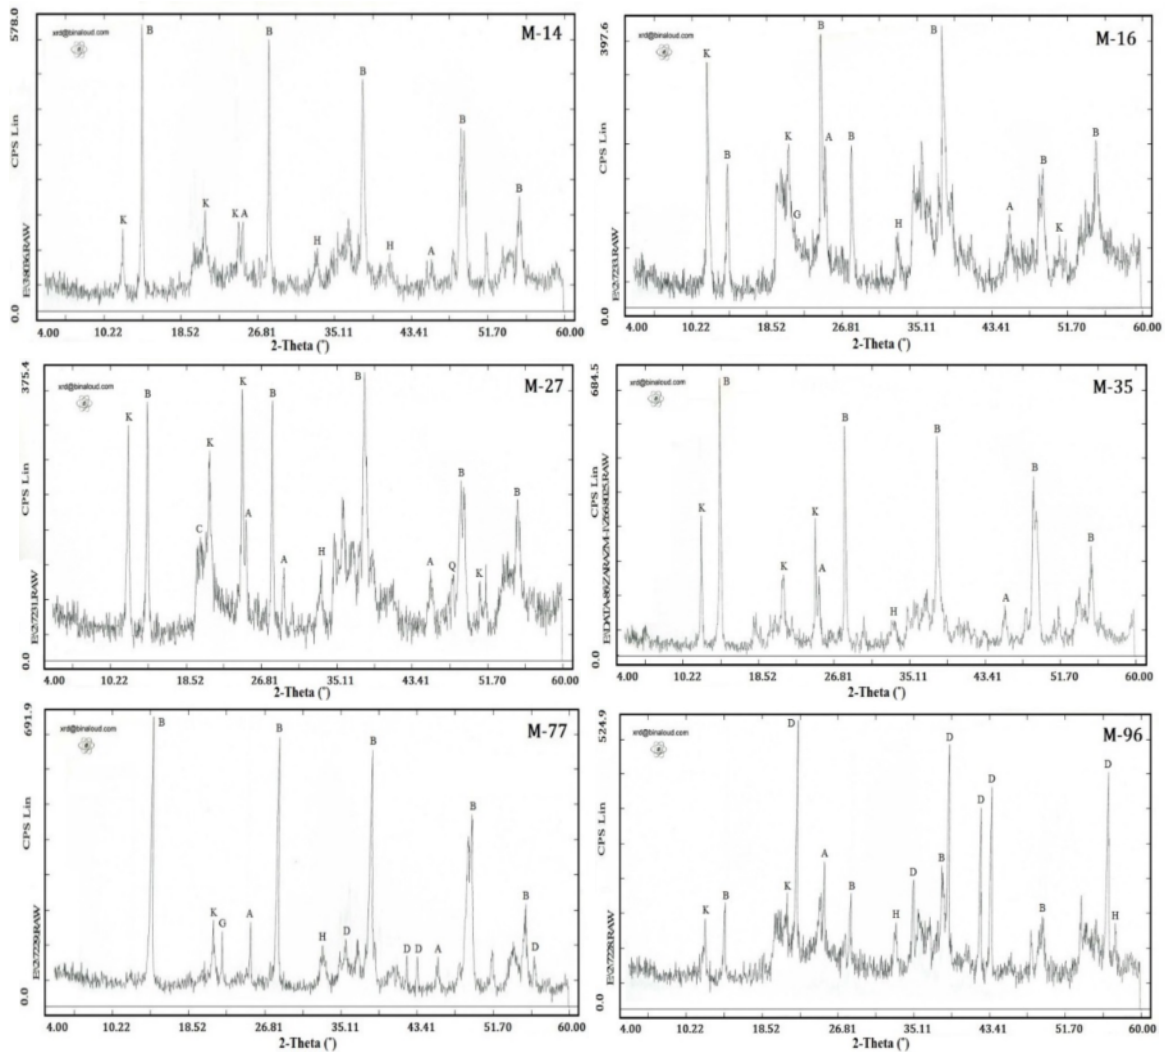 578.0
xrd@binaloud.com
M-14
B
B
B
B
B
K
K
K A
H
H
A
CPS Lin
0.0
4.00 10.22 18.52 26.81 35.11 43.41 51.70 60.00
2-Theta (°)
397.6
xrd@binaloud.com
M-16
B
B
K
K
A
B
B
B
B
G
H
A
K
CPS Lin
0.0
4.00 10.22 18.52 26.81 35.11 43.41 51.70 60.00
2-Theta (°)
375.4
xrd@binaloud.com
M-27
K
B
C
K
K
A
B
A
H
B
A
Q
B
K
B
CPS Lin
0.0
4.00 10.22 18.52 26.81 35.11 43.41 51.70 60.00
2-Theta (°)
684.5
xrd@binaloud.com
M-35
K
B
K
K
A
B
H
B
A
B
B
CPS Lin
0.0
4.00 10.22 18.52 26.81 35.11 43.41 51.70 60.00
2-Theta (°)
691.9
xrd@binaloud.com
M-77
B
K
G
A
B
H
D
B
D D
A
B
B
D
CPS Lin
0.0
4.00 10.22 18.52 26.81 35.11 43.41 51.70 60.00
2-Theta (°)
524.9
xrd@binaloud.com
M-96
K
B
K
D
A
B
H
D
B
D
D
D
B
D
H
CPS Lin
0.0
4.00 10.22 18.52 26.81 35.11 43.41 51.70 60.00
2-Theta (°)